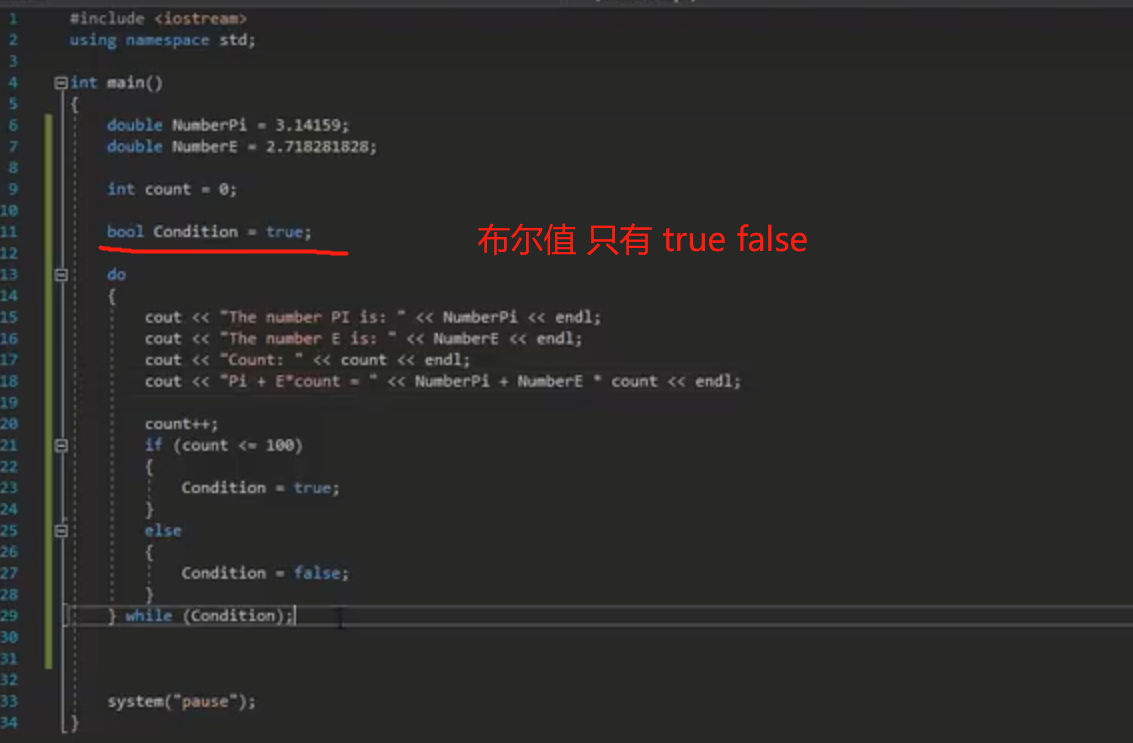 1 #include <iostream>
2 using namespace std;
3
4 int main()
5 {
6 double NumberPi = 3.14159;
7 double NumberE = 2.718281828;
8
9 int count = 0;
10
11 bool Condition = true; 布尔值 只有 true false
12
13 do
14 {
15 cout << "The number PI is: " << NumberPi << endl;
16 cout << "The number E is: " << NumberE << endl;
17 cout << "Count: " << count << endl;
18 cout << "Pi + E*count = " << NumberPi + NumberE * count << endl;
19
20 count++;
21 if (count <= 100)
22 {
23 Condition = true;
24 }
25 else
26 {
27 Condition = false;
28 }
29 } while (Condition);
30
31
32
33 system("pause");
34 }